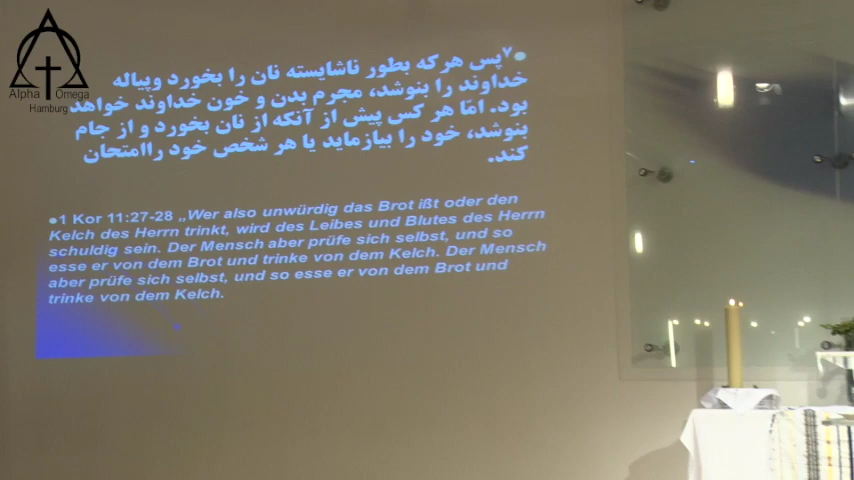 Alpha Omega
Hamburg
●۷پس هرکه بطور ناشایسته نان را بخورد وپیاله
خداوند را بنوشد، مجرم بدن و خون خداوند خواهد
بود. امّا هر کس پیش از آنکه از نان بخورد و از جام
بنوشد، خود را بیازماید یا هر شخص خود راامتحان
کند.
●1 Kor 11:27-28 „Wer also unwürdig das Brot ißt oder den
Kelch des Herrn trinkt, wird des Leibes und Blutes des Herrn
schuldig sein. Der Mensch aber prüfe sich selbst, und so
esse er von dem Brot und trinke von dem Kelch. Der Mensch
aber prüfe sich selbst, und so esse er von dem Brot und
trinke von dem Kelch.